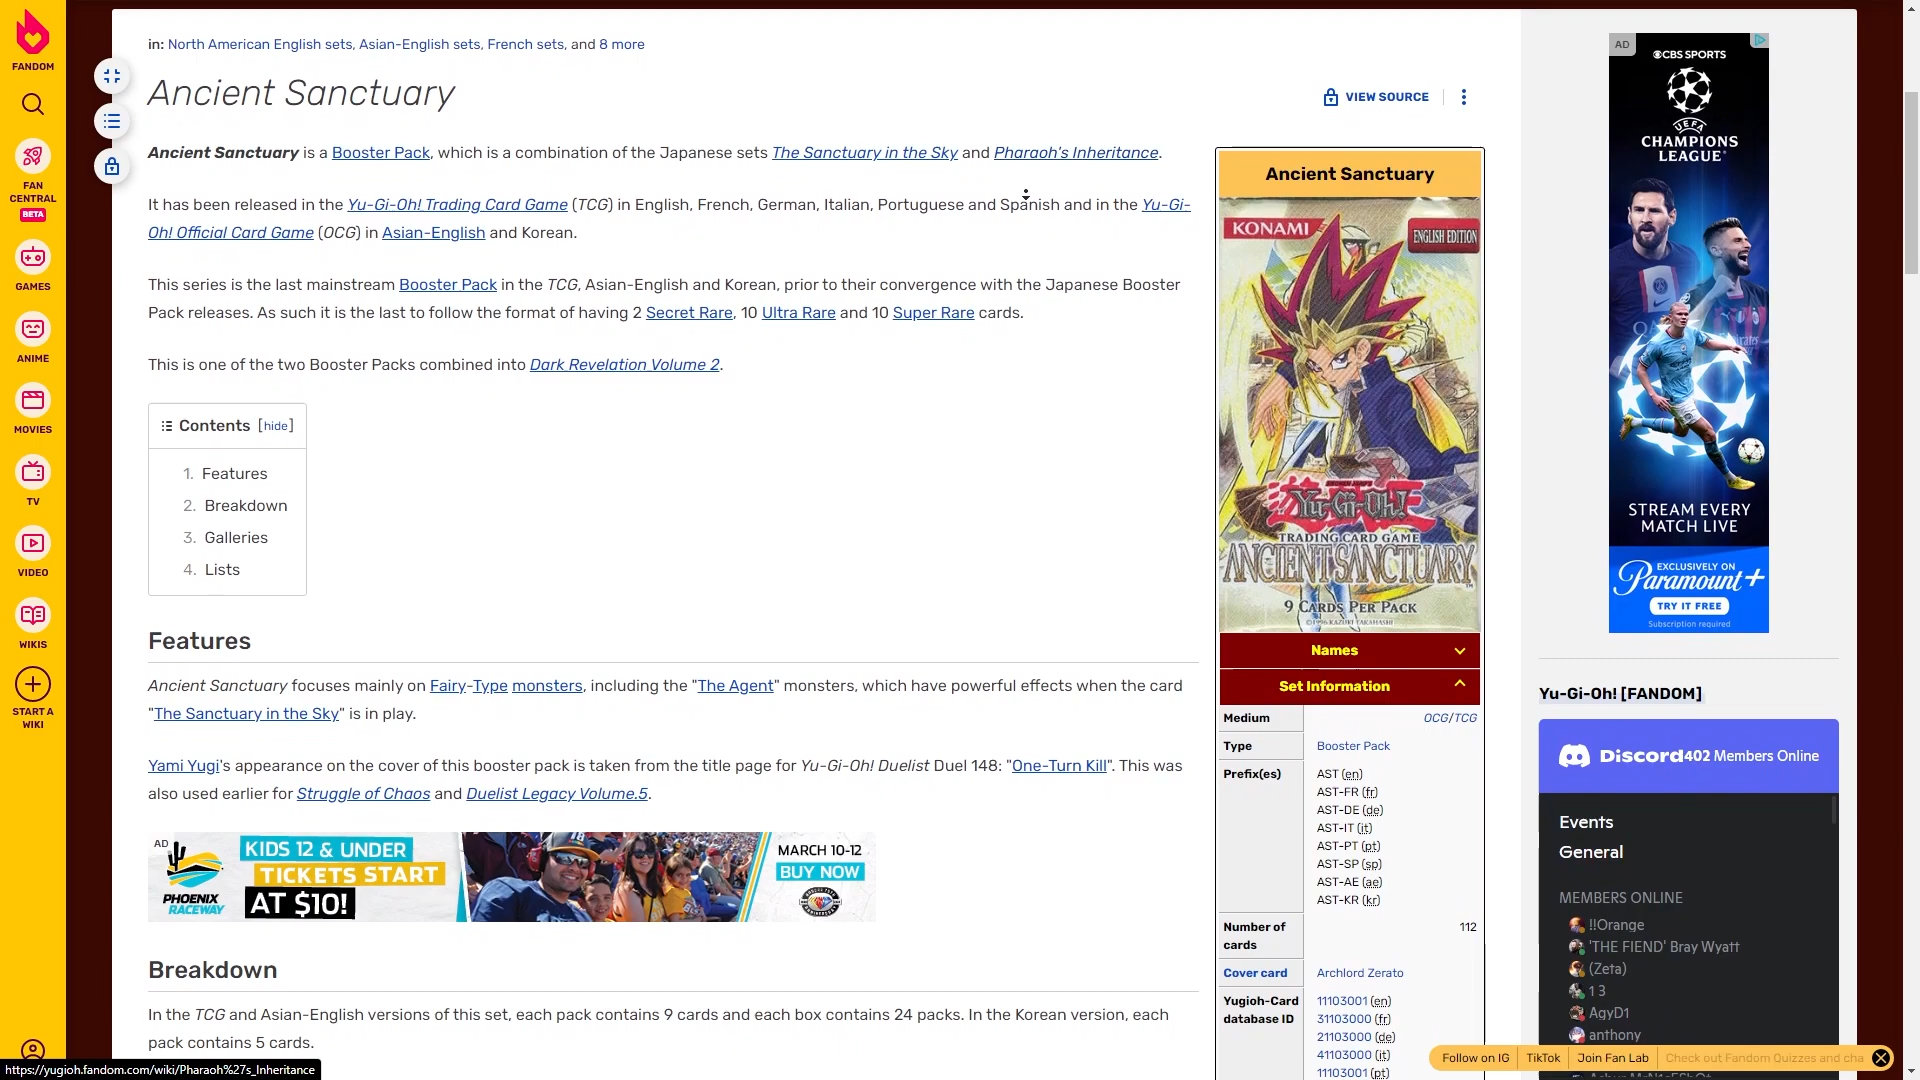 FANDOM
FAN
CENTRAL
BETA
GAMES
ANIME
MOVIES
TV
VIDEO
WIKIS
START A
WIKI
in: North American English sets, Asian-English sets, French sets, and 8 more
Ancient Sanctuary
VIEW SOURCE
Ancient Sanctuary is a Booster Pack, which is a combination of the Japanese sets The Sanctuary in the Sky and Pharaoh's Inheritance.
It has been released in the Yu-Gi-Oh! Trading Card Game (TCG) in English, French, German, Italian, Portuguese and Spanish and in the Yu-Gi-
Oh! Official Card Game (OCG) in Asian-English and Korean.
This series is the last mainstream Booster Pack in the TCG, Asian-English and Korean, prior to their convergence with the Japanese Booster
Pack releases. As such it is the last to follow the format of having 2 Secret Rare, 10 Ultra Rare and 10 Super Rare cards.
This is one of the two Booster Packs combined into Dark Revelation Volume 2.
Contents [hide]
1. Features
2. Breakdown
3. Galleries
4. Lists
Features
Ancient Sanctuary focuses mainly on Fairy-Type monsters, including the "The Agent" monsters, which have powerful effects when the card
"The Sanctuary in the Sky" is in play.
Yami Yugi's appearance on the cover of this booster pack is taken from the title page for Yu-Gi-Oh! Duelist Duel 148: "One-Turn Kill". This was
also used earlier for Struggle of Chaos and Duelist Legacy Volume.5.
AD
KIDS 12 & UNDER
TICKETS START
AT $10!
PHOENIX
RACEWAY
MARCH 10-12
BUY NOW
Breakdown
In the TCG and Asian-English versions of this set, each pack contains 9 cards and each box contains 24 packs. In the Korean version, each
pack contains 5 cards.
https://yugioh.fandom.com/wiki/Pharaoh%27s_Inheritance
Ancient Sanctuary
KONAMI
ENGLISH EDITION
Yu-Gi-Oh!
TRADING CARD GAME
ANCIENT SANCTUARY
9 CARDS PER PACK
©1996 KAZUKI TAKAHASHI
Names
Set Information
Medium OCG/TCG
Type Booster Pack
Prefix(es) AST (en)
AST-FR (fr)
AST-DE (de)
AST-IT (it)
AST-PT (pt)
AST-SP (sp)
AST-AE (ae)
AST-KR (kr)
Number of
cards 112
Cover card Archlord Zerato
Yugioh-Card
database ID
11103001 (en)
31103000 (fr)
21103000 (de)
41103000 (it)
11103001 (pt)
AD
CBS SPORTS
UEFA
CHAMPIONS
LEAGUE
STREAM EVERY
MATCH LIVE
EXCLUSIVELY ON
Paramount+
TRY IT FREE
Subscription required
Yu-Gi-Oh! [FANDOM]
Discord 402 Members Online
Events
General
MEMBERS ONLINE
!!Orange
'THE FIEND' Bray Wyatt
(Zeta)
1 3
AgyD1
anthony
Follow on IG
TikTok
Join Fan Lab
Check out Fandom Quizzes and cha